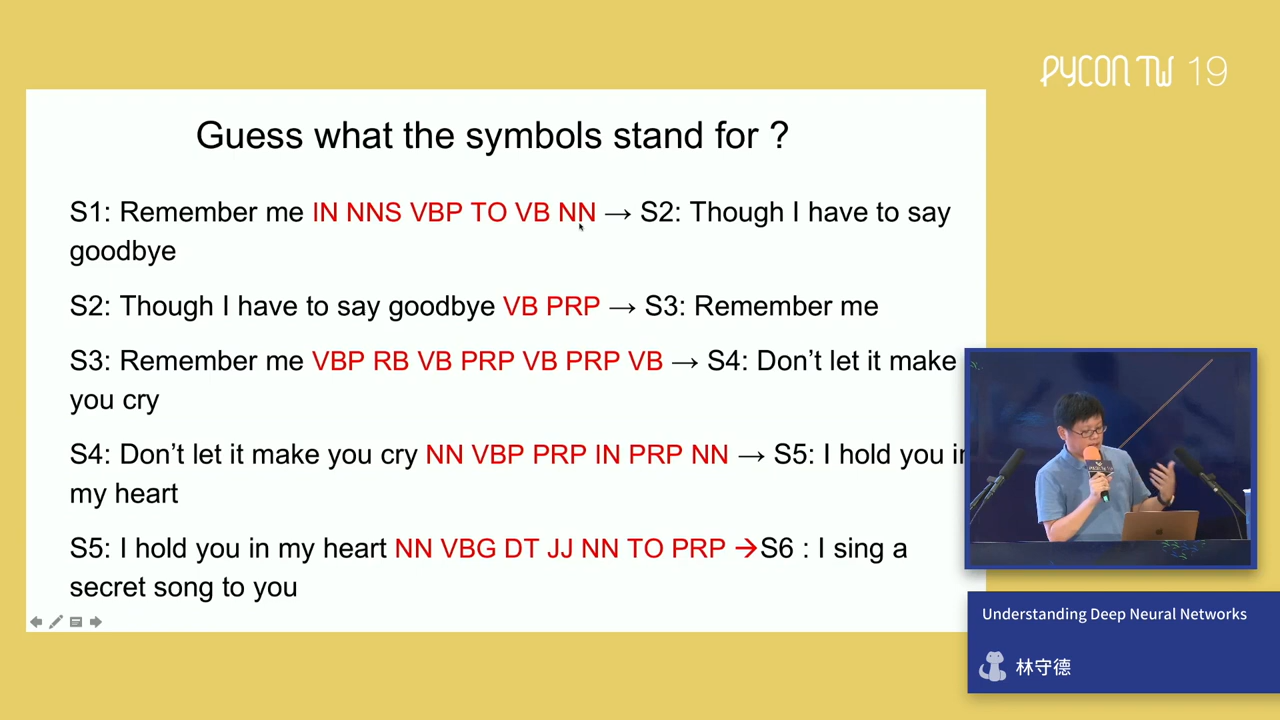 PYCON TW 19
Guess what the symbols stand for ?
S1: Remember me IN NNS VBP TO VB NN → S2: Though I have to say
goodbye
S2: Though I have to say goodbye VB PRP → S3: Remember me
S3: Remember me VBP RB VB PRP VB PRP VB → S4: Don’t let it make
you cry
S4: Don’t let it make you cry NN VBP PRP IN PRP NN → S5: I hold you in
my heart
S5: I hold you in my heart NN VBG DT JJ NN TO PRP →S6 : I sing a
secret song to you
Understanding Deep Neural Networks
林守德